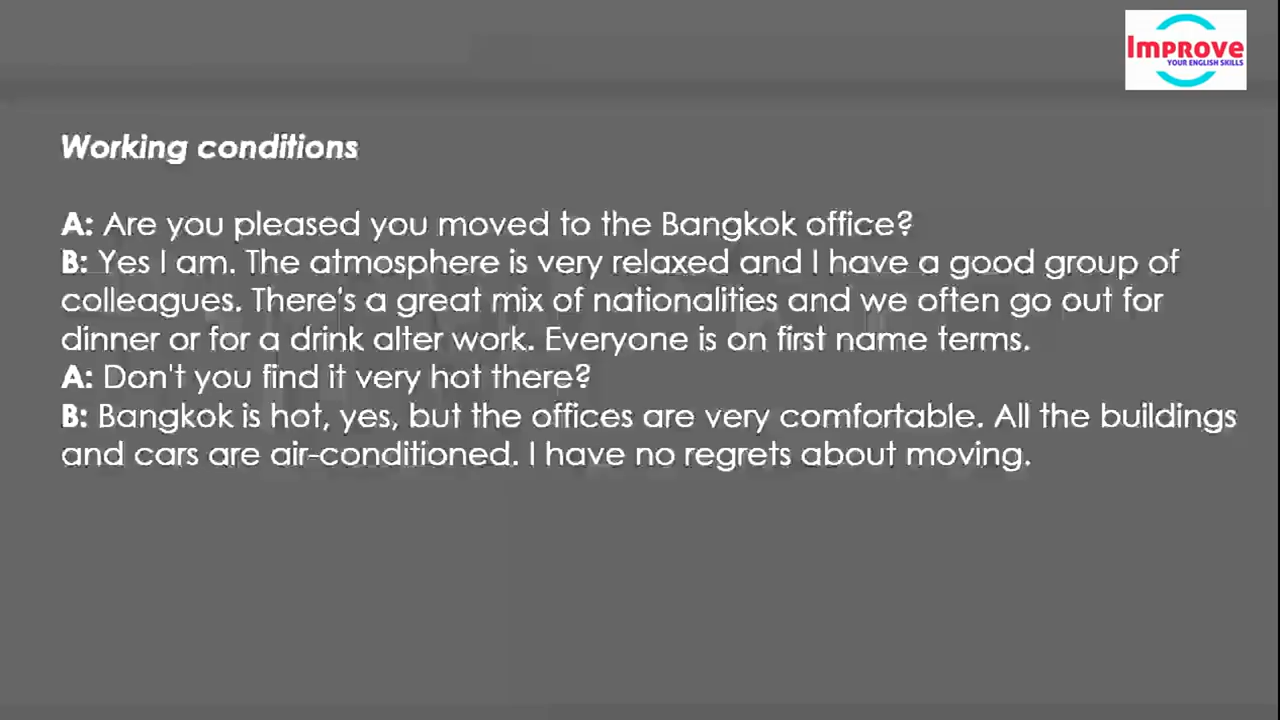 Improve
YOUR ENGLISH SKILLS
Working conditions
A: Are you pleased you moved to the Bangkok office?
B: Yes I am. The atmosphere is very relaxed and I have a good group of
colleagues. There's a great mix of nationalities and we often go out for
dinner or for a drink alter work. Everyone is on first name terms.
A: Don't you find it very hot there?
B: Bangkok is hot, yes, but the offices are very comfortable. All the buildings
and cars are air-conditioned. I have no regrets about moving.